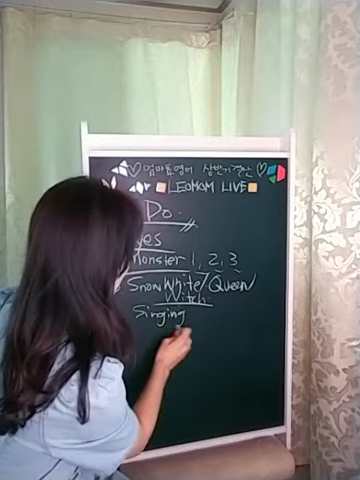 ♡엄마표영어 상반기결산♡
LEOMOM LIVE
Do.
yes
Monster 1, 2, 3
Snow White/Queen
Witch
Singing